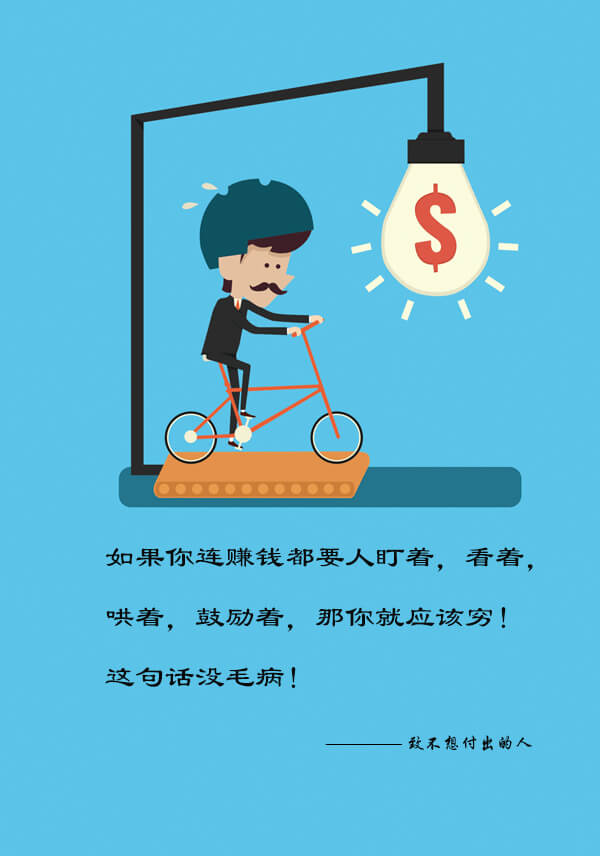 $
如果你连赚钱都要人盯着，看着，
哄着，鼓励着，那你就应该穷！
这句话没毛病！
————致不想付出的人